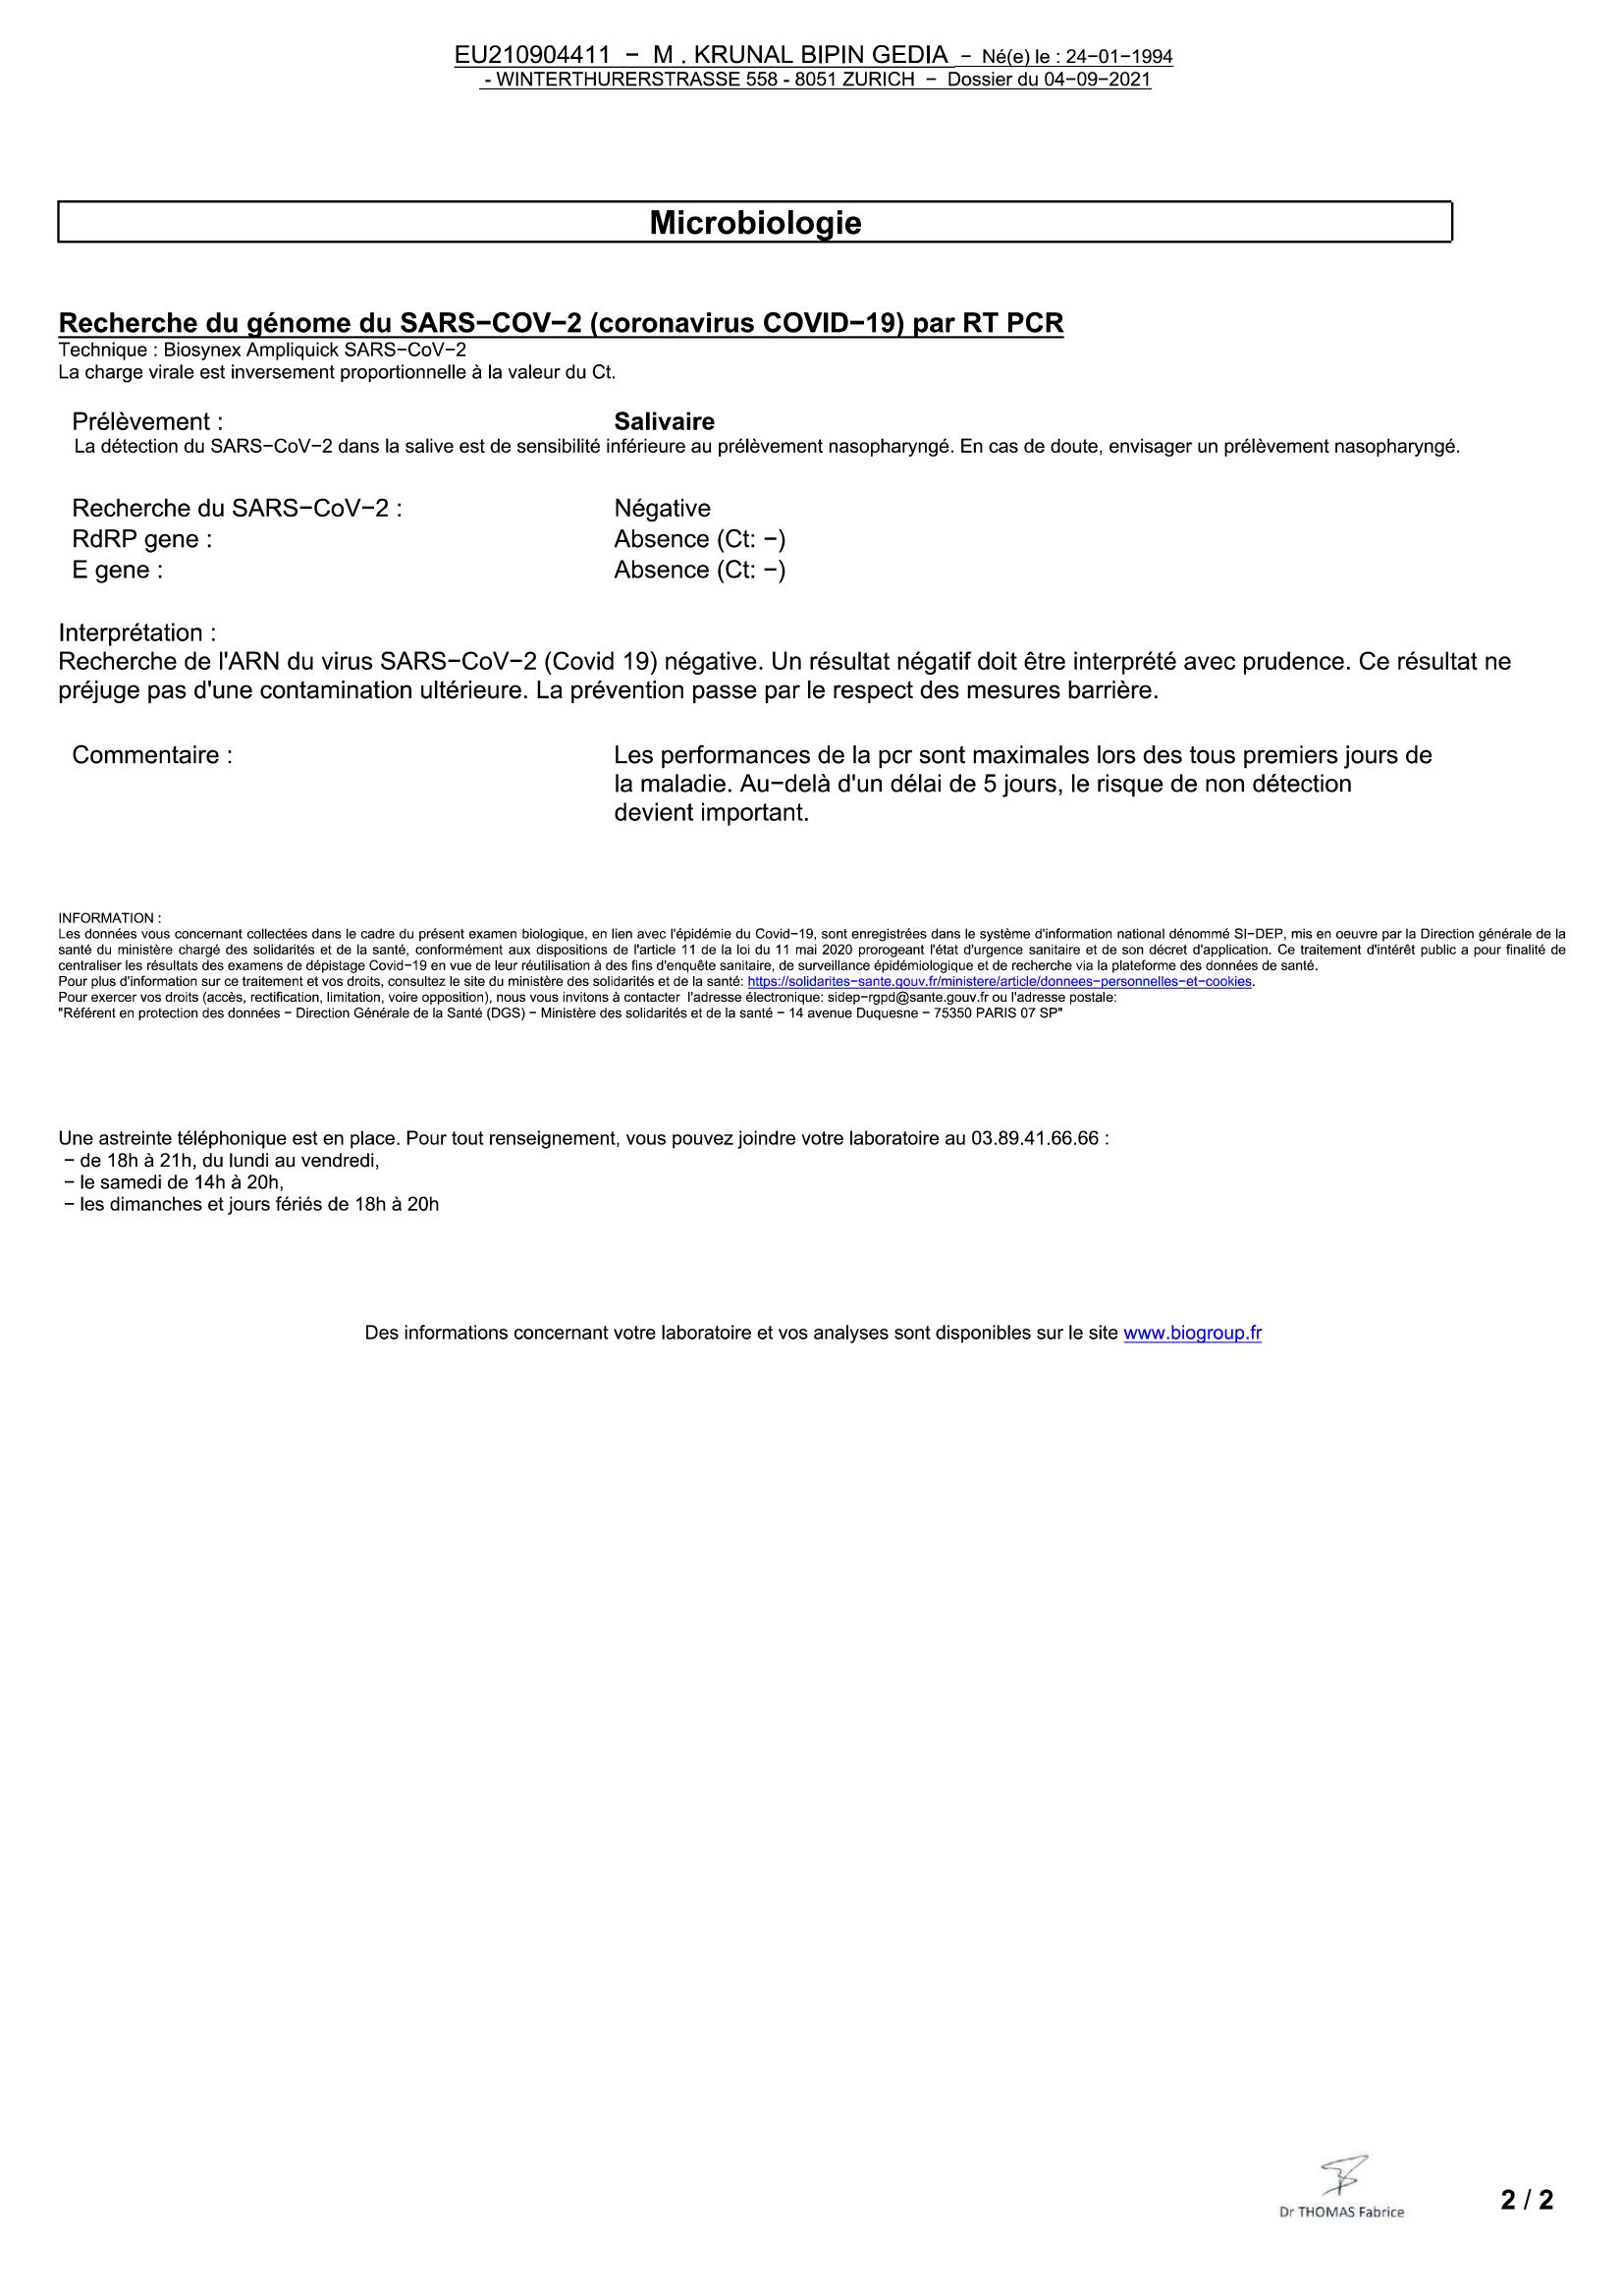 EU210904411 − M . KRUNAL BIPIN GEDIA − Né(e) le : 24−01−1994
- WINTERTHURERSTRASSE 558 - 8051 ZURICH − Dossier du 04−09−2021
Microbiologie
Recherche du génome du SARS−COV−2 (coronavirus COVID−19) par RT PCR
Technique : Biosynex Ampliquick SARS−CoV−2
La charge virale est inversement proportionnelle à la valeur du Ct.
Prélèvement : Salivaire
La détection du SARS−CoV−2 dans la salive est de sensibilité inférieure au prélèvement nasopharyngé. En cas de doute, envisager un prélèvement nasopharyngé.
Recherche du SARS−CoV−2 : Négative
RdRP gene : Absence (Ct: −)
E gene : Absence (Ct: −)
Interprétation :
Recherche de l'ARN du virus SARS−CoV−2 (Covid 19) négative. Un résultat négatif doit être interprété avec prudence. Ce résultat ne
préjuge pas d'une contamination ultérieure. La prévention passe par le respect des mesures barrière.
Commentaire : Les performances de la pcr sont maximales lors des tous premiers jours de
la maladie. Au−delà d'un délai de 5 jours, le risque de non détection
devient important.
INFORMATION :
Les données vous concernant collectées dans le cadre du présent examen biologique, en lien avec l'épidémie du Covid−19, sont enregistrées dans le système d'information national dénommé SI−DEP, mis en oeuvre par la Direction générale de la
santé du ministère chargé des solidarités et de la santé, conformément aux dispositions de l'article 11 de la loi du 11 mai 2020 prorogeant l'état d'urgence sanitaire et de son décret d'application. Ce traitement d'intérêt public a pour finalité de
centraliser les résultats des examens de dépistage Covid−19 en vue de leur réutilisation à des fins d'enquête sanitaire, de surveillance épidémiologique et de recherche via la plateforme des données de santé.
Pour plus d'information sur ce traitement et vos droits, consultez le site du ministère des solidarités et de la santé: https://solidarites−sante.gouv.fr/ministere/article/donnees−personnelles−et−cookies.
Pour exercer vos droits (accès, rectification, limitation, voire opposition), nous vous invitons à contacter l'adresse électronique: sidep−rgpd@sante.gouv.fr ou l'adresse postale:
"Référent en protection des données − Direction Générale de la Santé (DGS) − Ministère des solidarités et de la santé − 14 avenue Duquesne − 75350 PARIS 07 SP"
Une astreinte téléphonique est en place. Pour tout renseignement, vous pouvez joindre votre laboratoire au 03.89.41.66.66 :
− de 18h à 21h, du lundi au vendredi,
− le samedi de 14h à 20h,
− les dimanches et jours fériés de 18h à 20h
Des informations concernant votre laboratoire et vos analyses sont disponibles sur le site www.biogroup.fr
Dr THOMAS Fabrice
2 / 2